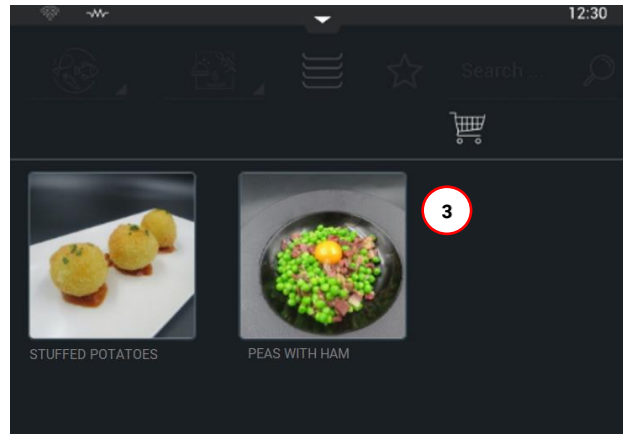 12:30
Search ...
3
STUFFED POTATOES
PEAS WITH HAM